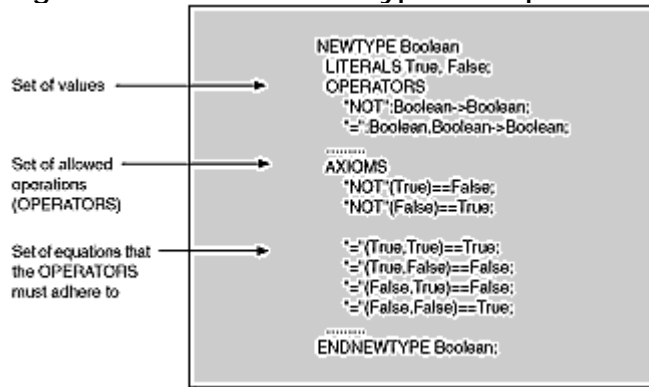 NEWTYPE Boolean
LITERALS True, False;
Set of values
OPERATORS
"NOT":Boolean->Boolean;
"=":Boolean,Boolean->Boolean;
.........
Set of allowed
operations
(OPERATORS)
AXIOMS
"NOT"(True)==False;
"NOT"(False)==True;
Set of equations that
the OPERATORS
must adhere to
"="(True,True)==True;
"="(True,False)==False;
"="(False,True)==False;
"="(False,False)==True;
.........
ENDNEWTYPE Boolean;